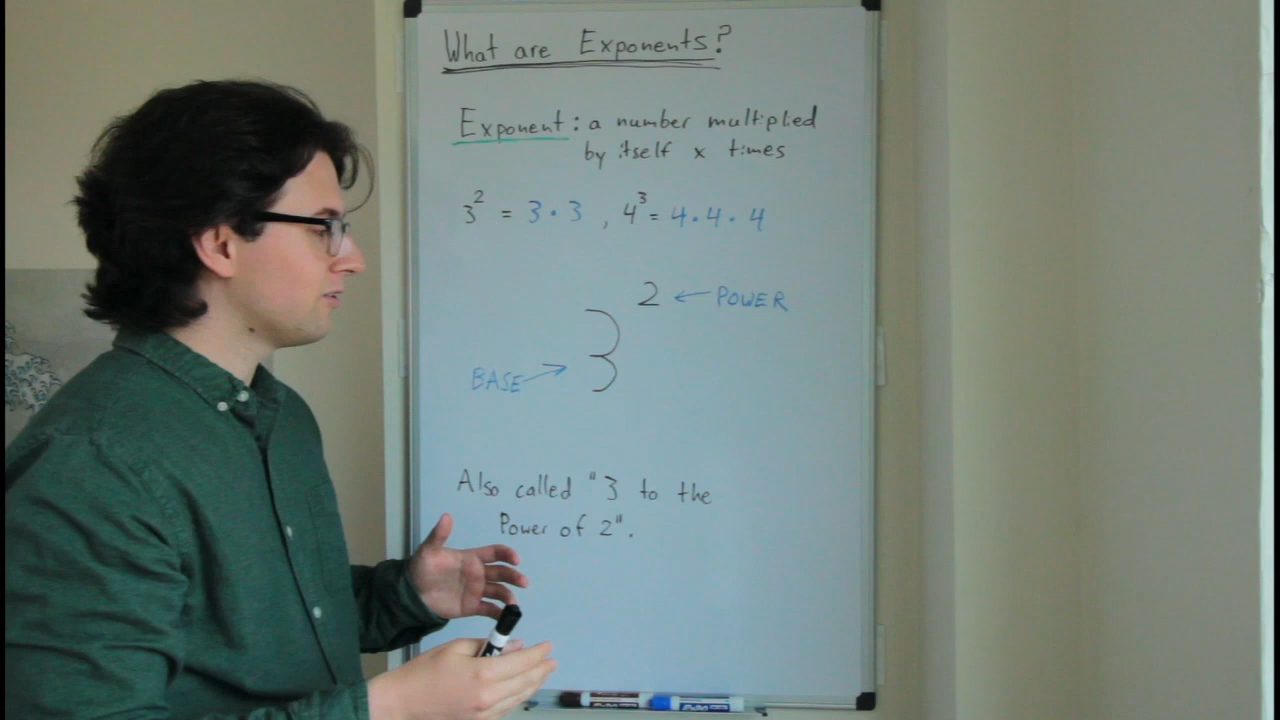 What are Exponents?
Exponent: a number multiplied
by itself x times
3² = 3·3 , 4³ = 4·4·4
2 ← POWER
3
BASE →
Also called "3 to the
Power of 2".
EXPO